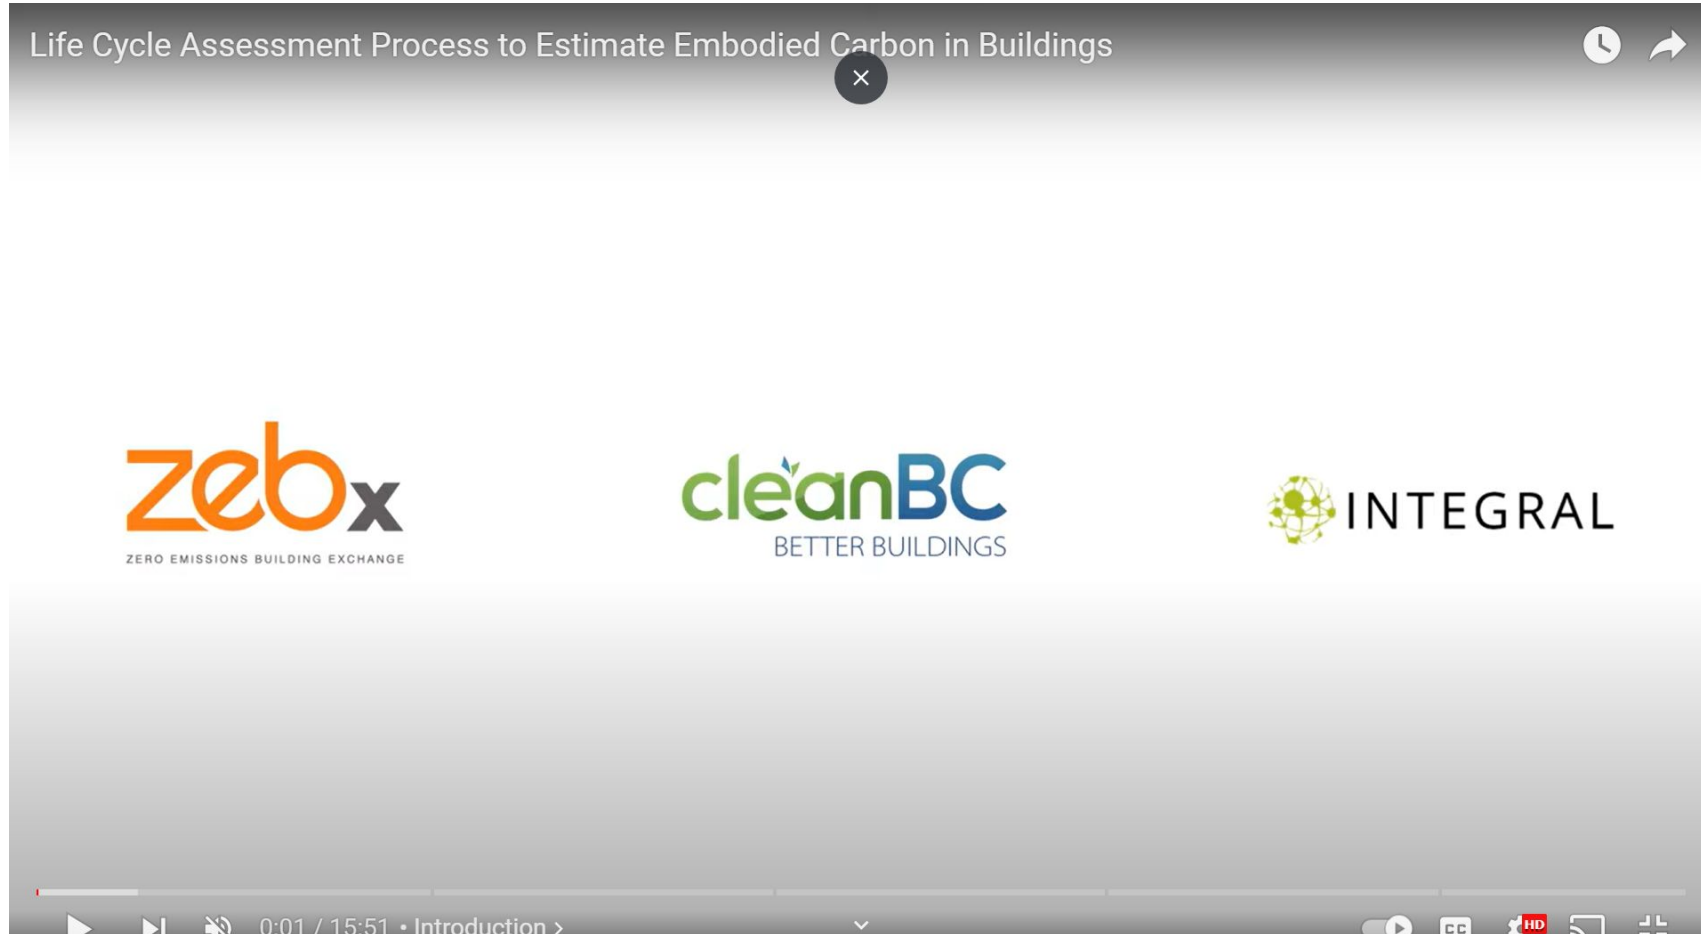 Life Cycle Assessment Process to Estimate Embodied Carbon in Buildings
zebx
ZERO EMISSIONS BUILDING EXCHANGE
cleanBC
BETTER BUILDINGS
INTEGRAL
0:01 / 15:51 • Introduction
CC
HD